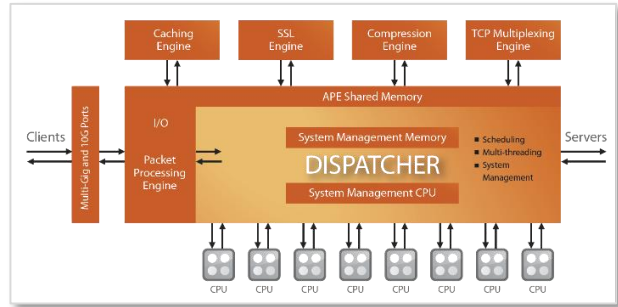 Caching
Engine
SSL
Engine
Compression
Engine
TCP Multiplexing
Engine
APE Shared Memory
Clients
Multi-Gig and 10G Ports
I/O
Packet
Processing
Engine
System Management Memory
DISPATCHER
System Management CPU
■ Scheduling
■ Multi-threading
■ System
Management
Servers
CPU
CPU
CPU
CPU
CPU
CPU
CPU
CPU